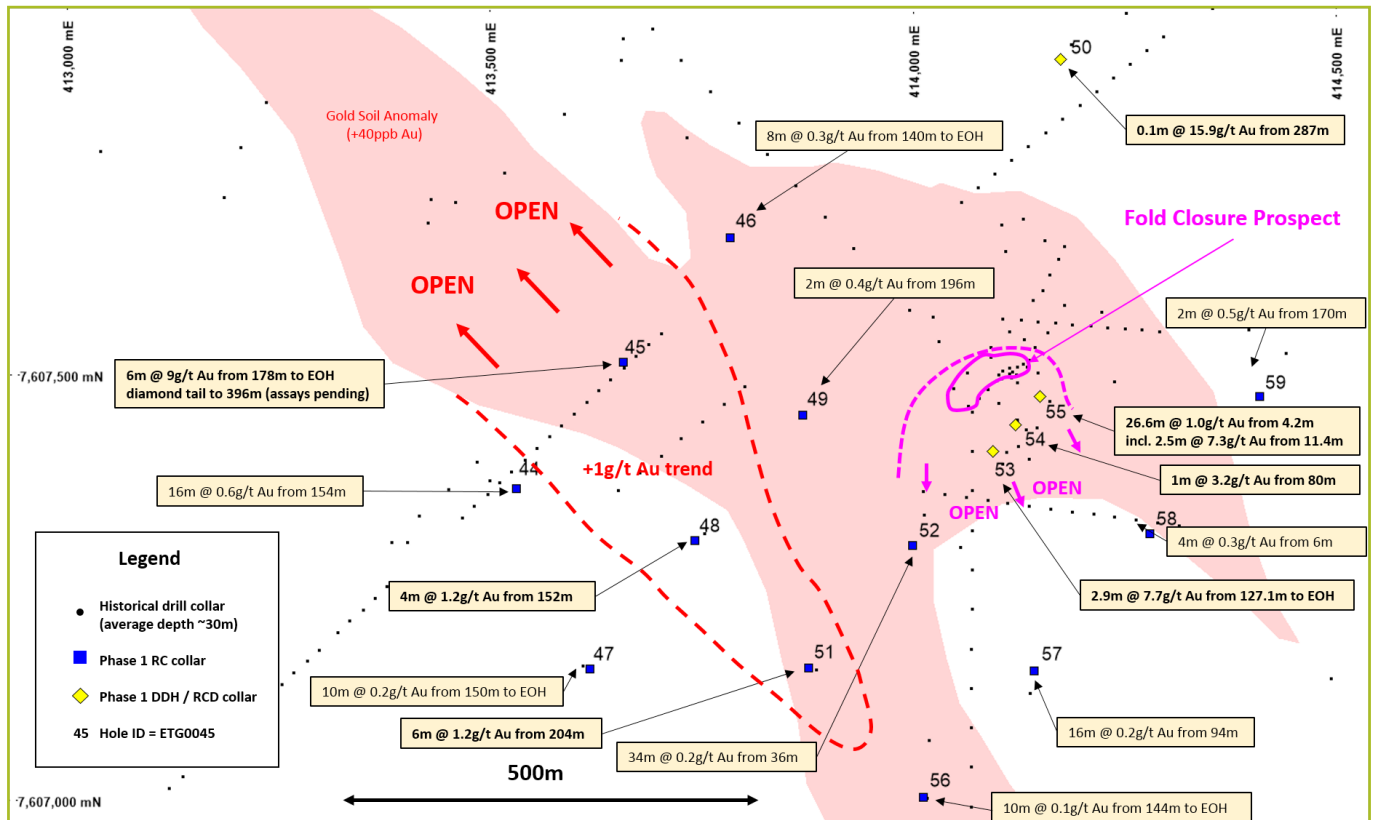 413,000 mE
413,500 mE
414,000 mE
414,500 mE
50
0.1m @ 15.9g/t Au from 287m
Gold Soil Anomaly
(+40ppb Au)
8m @ 0.3g/t Au from 140m to EOH
OPEN
46
Fold Closure Prospect
OPEN
2m @ 0.4g/t Au from 196m
2m @ 0.5g/t Au from 170m
45
7,607,500 mN
6m @ 9g/t Au from 178m to EOH
diamond tail to 396m (assays pending)
49
59
55
26.6m @ 1.0g/t Au from 4.2m
incl. 2.5m @ 7.3g/t Au from 11.4m
54
44
+1g/t Au trend
53
1m @ 3.2g/t Au from 80m
16m @ 0.6g/t Au from 154m
OPEN
OPEN
48
52
58
4m @ 0.3g/t Au from 6m
4m @ 1.2g/t Au from 152m
2.9m @ 7.7g/t Au from 127.1m to EOH
Legend
Historical drill collar
(average depth ~30m)
Phase 1 RC collar
Phase 1 DDH / RCD collar
45 Hole ID = ETG0045
47
51
57
10m @ 0.2g/t Au from 150m to EOH
6m @ 1.2g/t Au from 204m
16m @ 0.2g/t Au from 94m
34m @ 0.2g/t Au from 36m
500m
56
7,607,000 mN
10m @ 0.1g/t Au from 144m to EOH